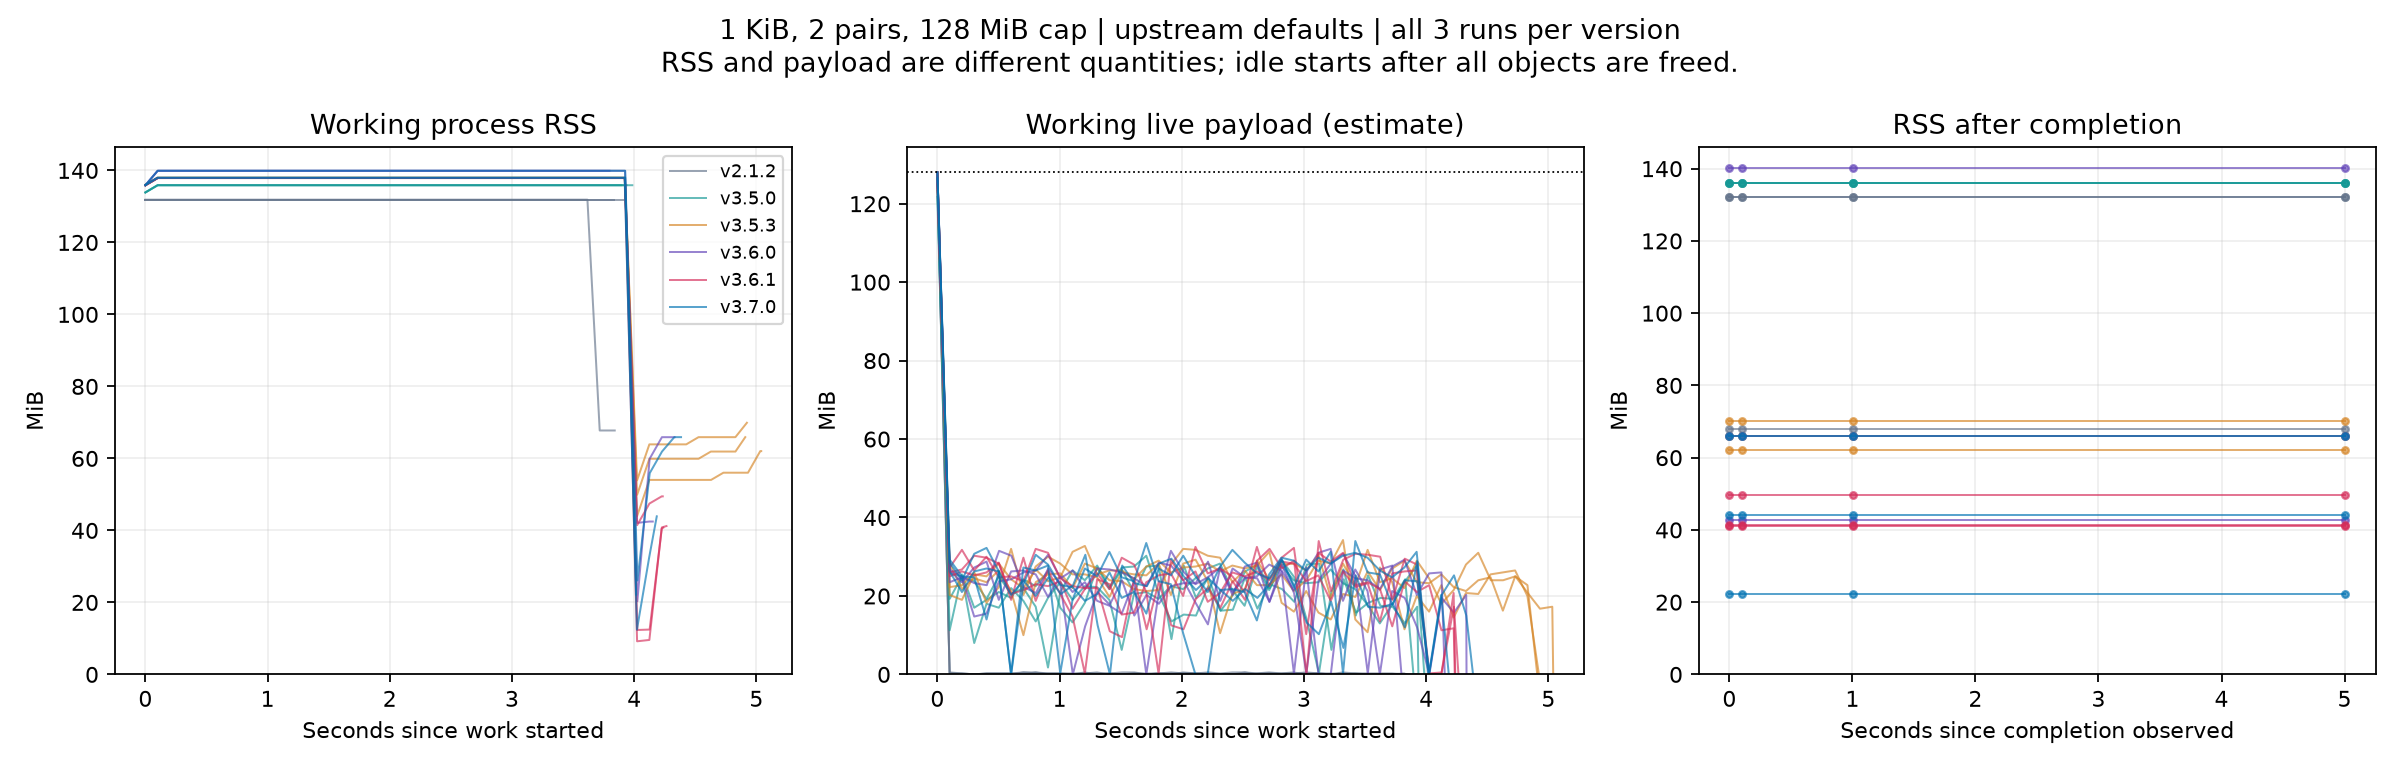 1 KiB, 2 pairs, 128 MiB cap | upstream defaults | all 3 runs per version
RSS and payload are different quantities; idle starts after all objects are freed.
Working process RSS
MiB
140
120
100
80
60
40
20
0
0 1 2 3 4 5
Seconds since work started
v2.1.2
v3.5.0
v3.5.3
v3.6.0
v3.6.1
v3.7.0
Working live payload (estimate)
MiB
120
100
80
60
40
20
0
0 1 2 3 4 5
Seconds since work started
RSS after completion
MiB
140
120
100
80
60
40
20
0
0 1 2 3 4 5
Seconds since completion observed